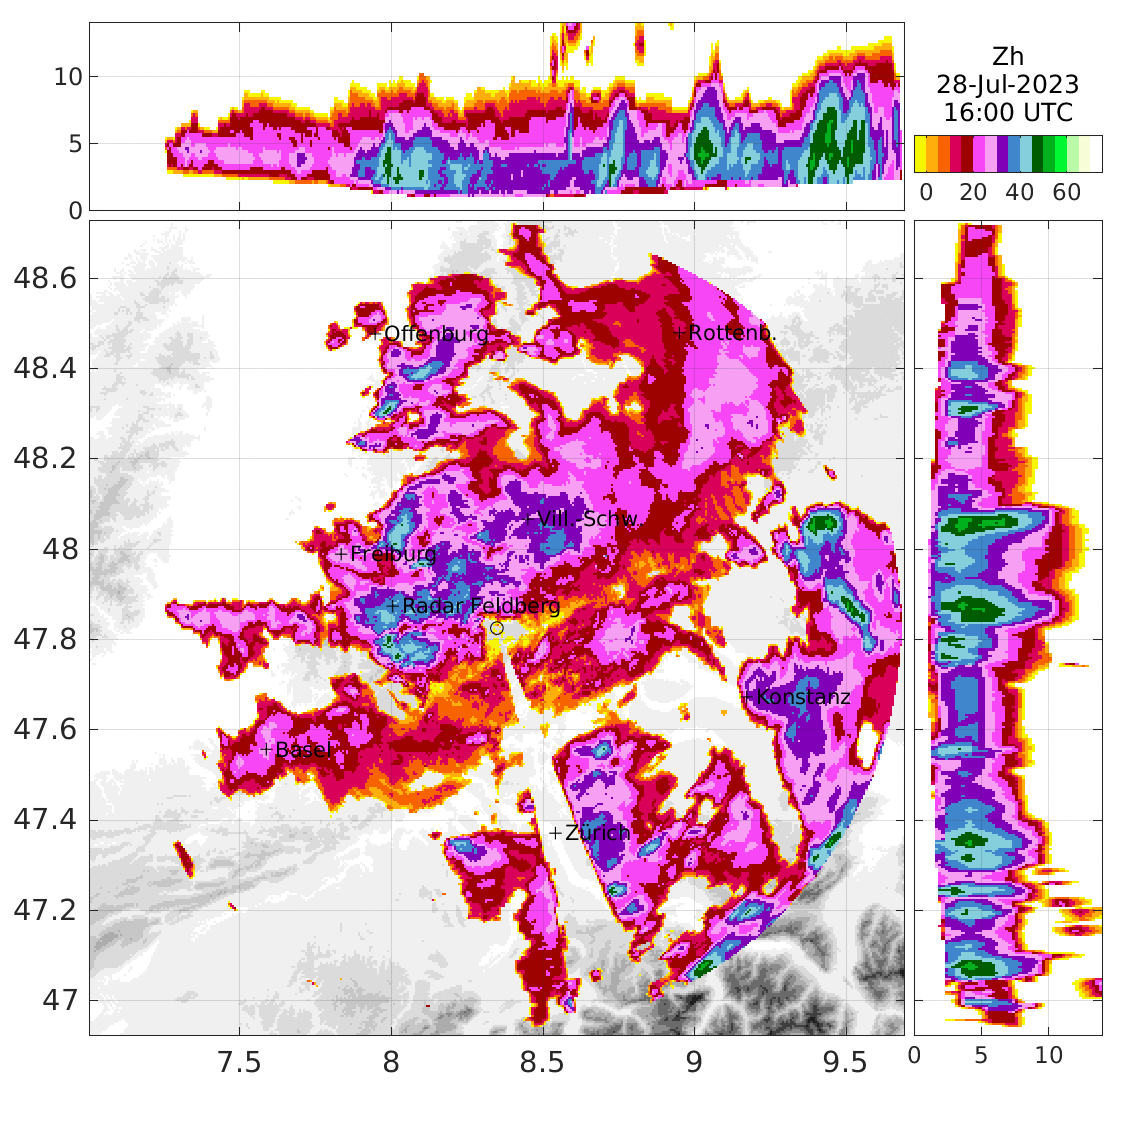 10
5
0
Zh
28-Jul-2023
16:00 UTC
0 20 40 60
48.6
48.4
48.2
48
47.8
47.6
47.4
47.2
47
+Offenburg
+Rottenb.
+Vill.-Schw.
+Freiburg
+Radar Feldberg
+Konstanz
+Basel
+Zürich
7.5 8 8.5 9 9.5
0 5 10